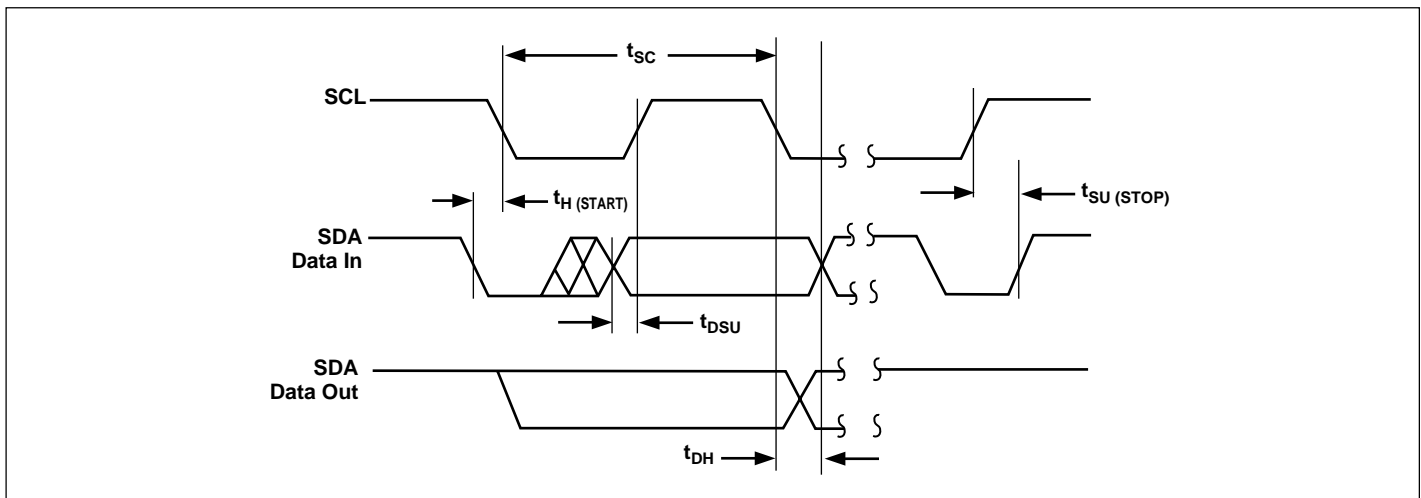 tSC
SCL
tH (START)
tSU (STOP)
SDA
Data In
tDSU
SDA
Data Out
tDH